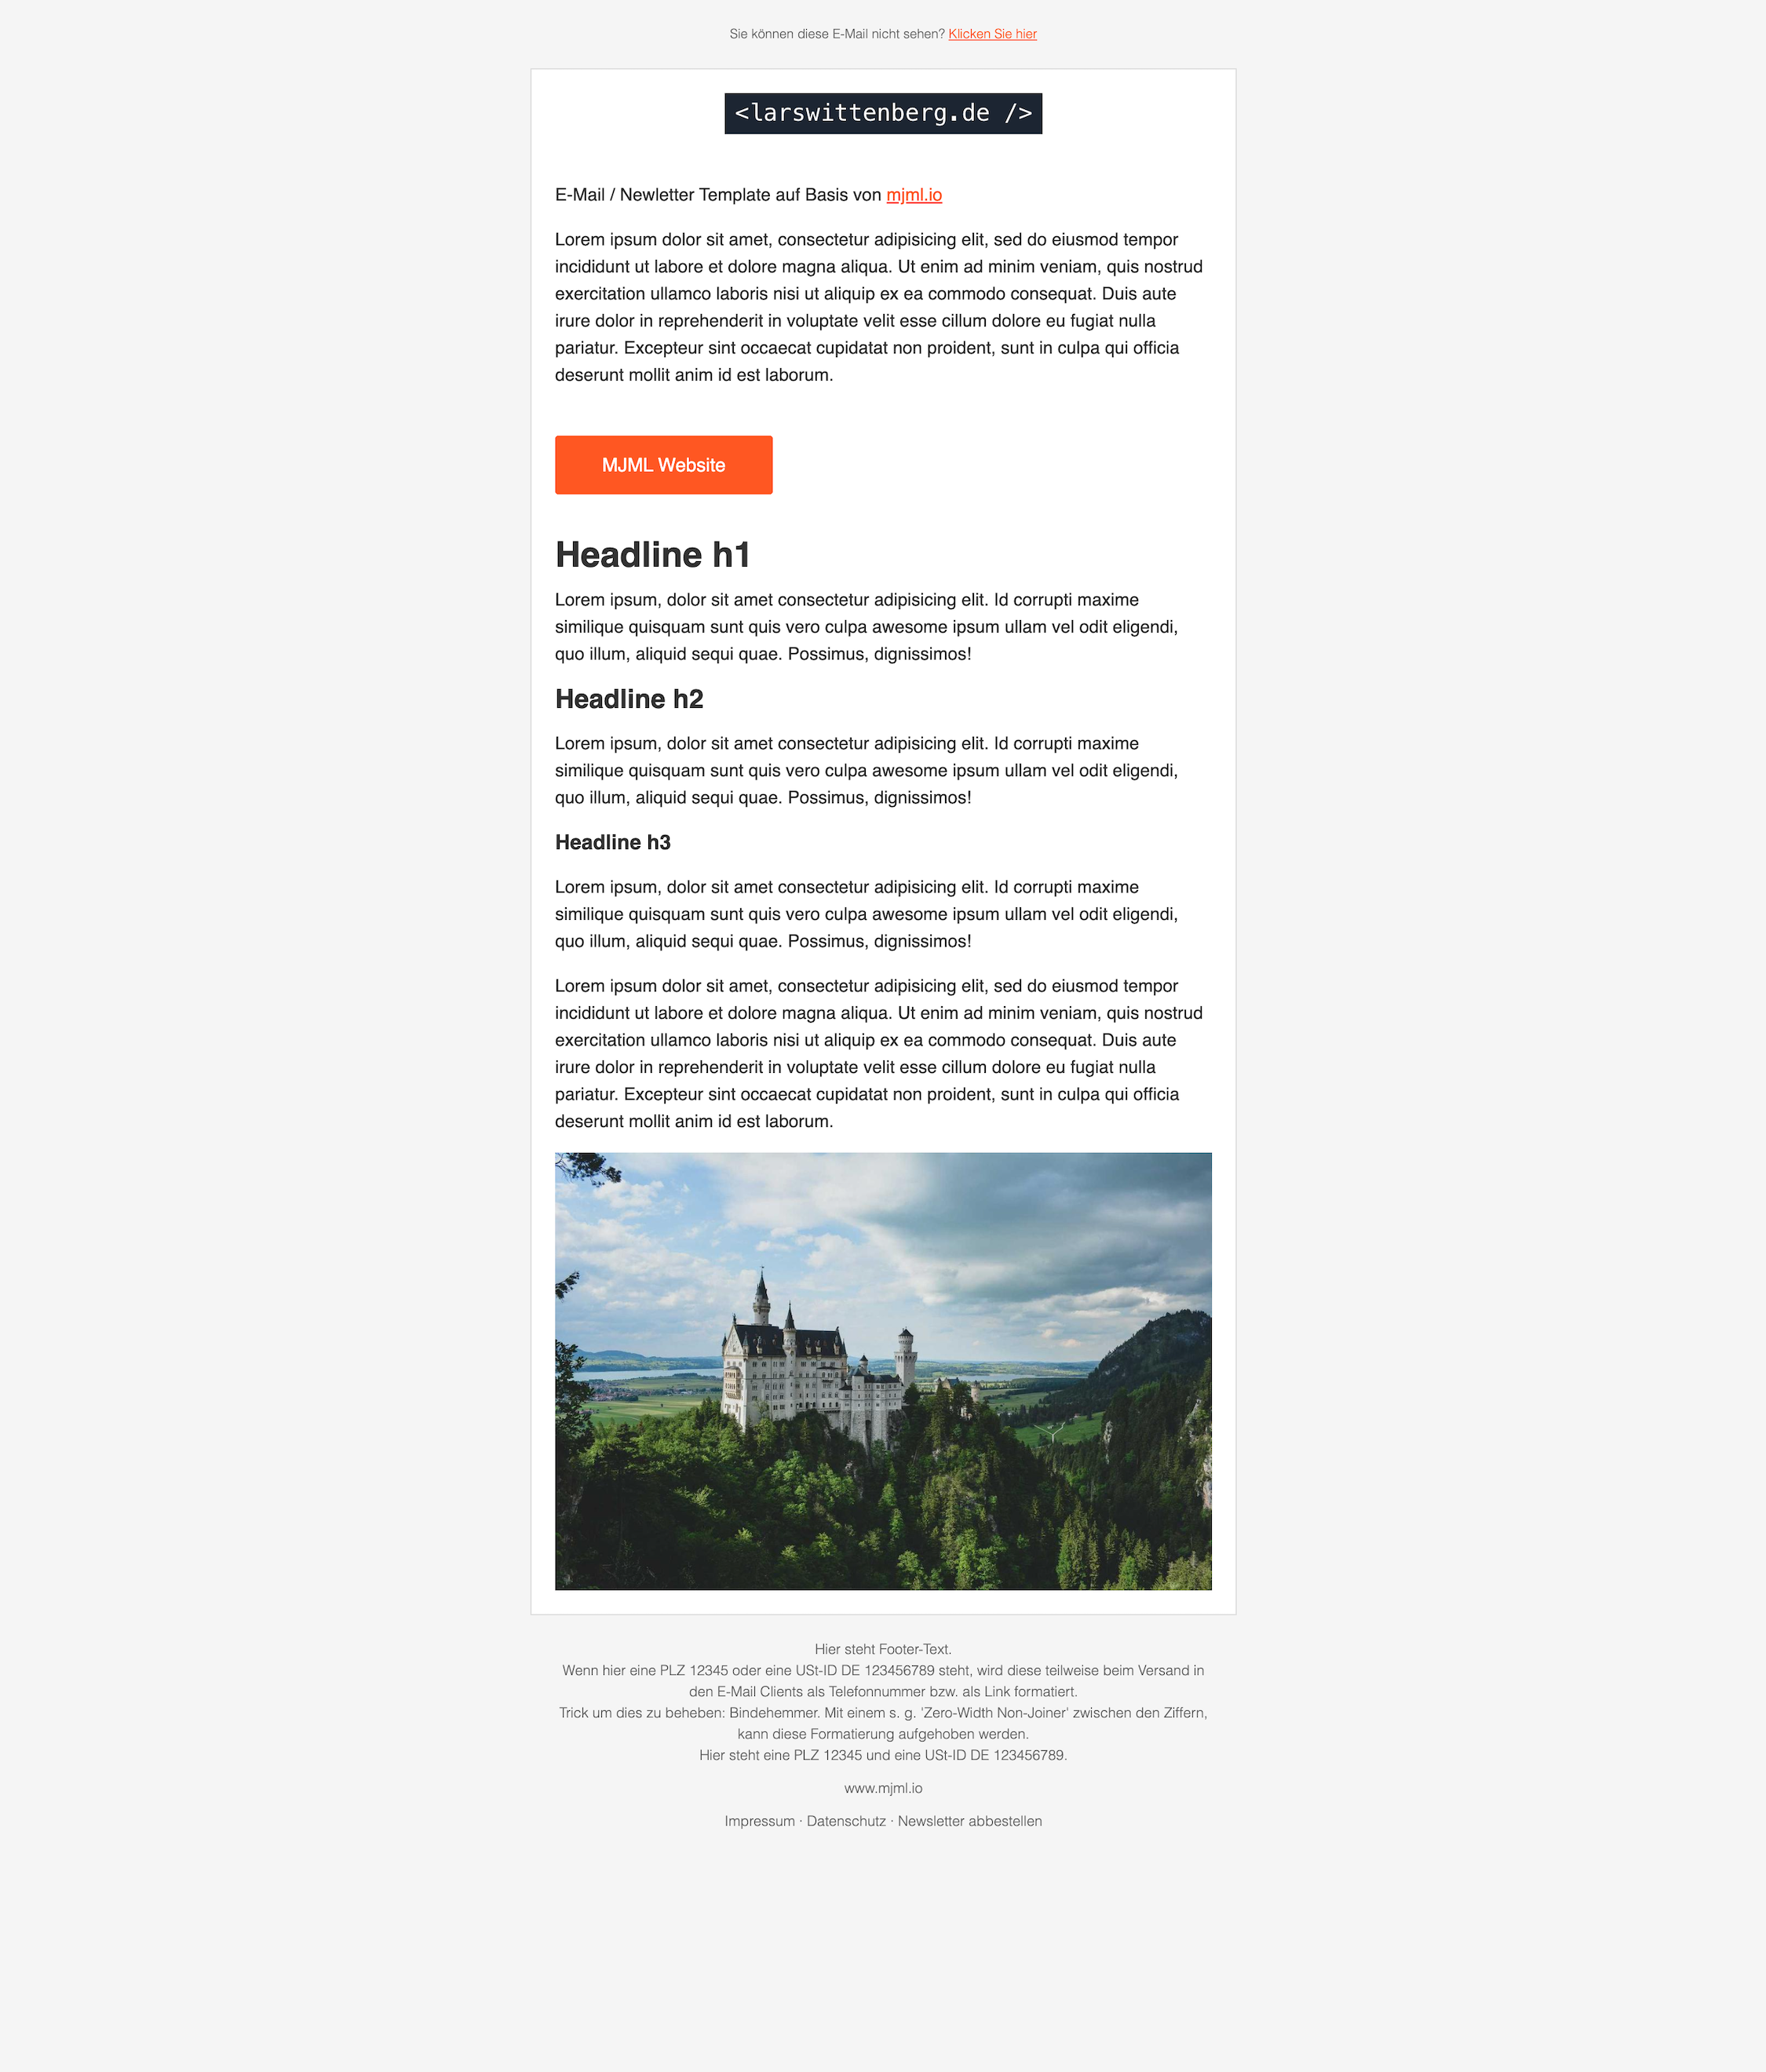 Sie können diese E-Mail nicht sehen? Klicken Sie hier
<larswittenberg.de />
E-Mail / Newletter Template auf Basis von mjml.io
Lorem ipsum dolor sit amet, consectetur adipisicing elit, sed do eiusmod tempor
incididunt ut labore et dolore magna aliqua. Ut enim ad minim veniam, quis nostrud
exercitation ullamco laboris nisi ut aliquip ex ea commodo consequat. Duis aute
irure dolor in reprehenderit in voluptate velit esse cillum dolore eu fugiat nulla
pariatur. Excepteur sint occaecat cupidatat non proident, sunt in culpa qui officia
deserunt mollit anim id est laborum.
MJML Website
Headline h1
Lorem ipsum, dolor sit amet consectetur adipisicing elit. Id corrupti maxime
similique quisquam sunt quis vero culpa awesome ipsum ullam vel odit eligendi,
quo illum, aliquid sequi quae. Possimus, dignissimos!
Headline h2
Lorem ipsum, dolor sit amet consectetur adipisicing elit. Id corrupti maxime
similique quisquam sunt quis vero culpa awesome ipsum ullam vel odit eligendi,
quo illum, aliquid sequi quae. Possimus, dignissimos!
Headline h3
Lorem ipsum, dolor sit amet consectetur adipisicing elit. Id corrupti maxime
similique quisquam sunt quis vero culpa awesome ipsum ullam vel odit eligendi,
quo illum, aliquid sequi quae. Possimus, dignissimos!
Lorem ipsum dolor sit amet, consectetur adipisicing elit, sed do eiusmod tempor
incididunt ut labore et dolore magna aliqua. Ut enim ad minim veniam, quis nostrud
exercitation ullamco laboris nisi ut aliquip ex ea commodo consequat. Duis aute
irure dolor in reprehenderit in voluptate velit esse cillum dolore eu fugiat nulla
pariatur. Excepteur sint occaecat cupidatat non proident, sunt in culpa qui officia
deserunt mollit anim id est laborum.
Hier steht Footer-Text.
Wenn hier eine PLZ 12345 oder eine USt-ID DE 123456789 steht, wird diese teilweise beim Versand in
den E-Mail Clients als Telefonnummer bzw. als Link formatiert.
Trick um dies zu beheben: Bindehemmer. Mit einem s. g. 'Zero-Width Non-Joiner' zwischen den Ziffern,
kann diese Formatierung aufgehoben werden.
Hier steht eine PLZ 12345 und eine USt-ID DE 123456789.
www.mjml.io
Impressum · Datenschutz · Newsletter abbestellen